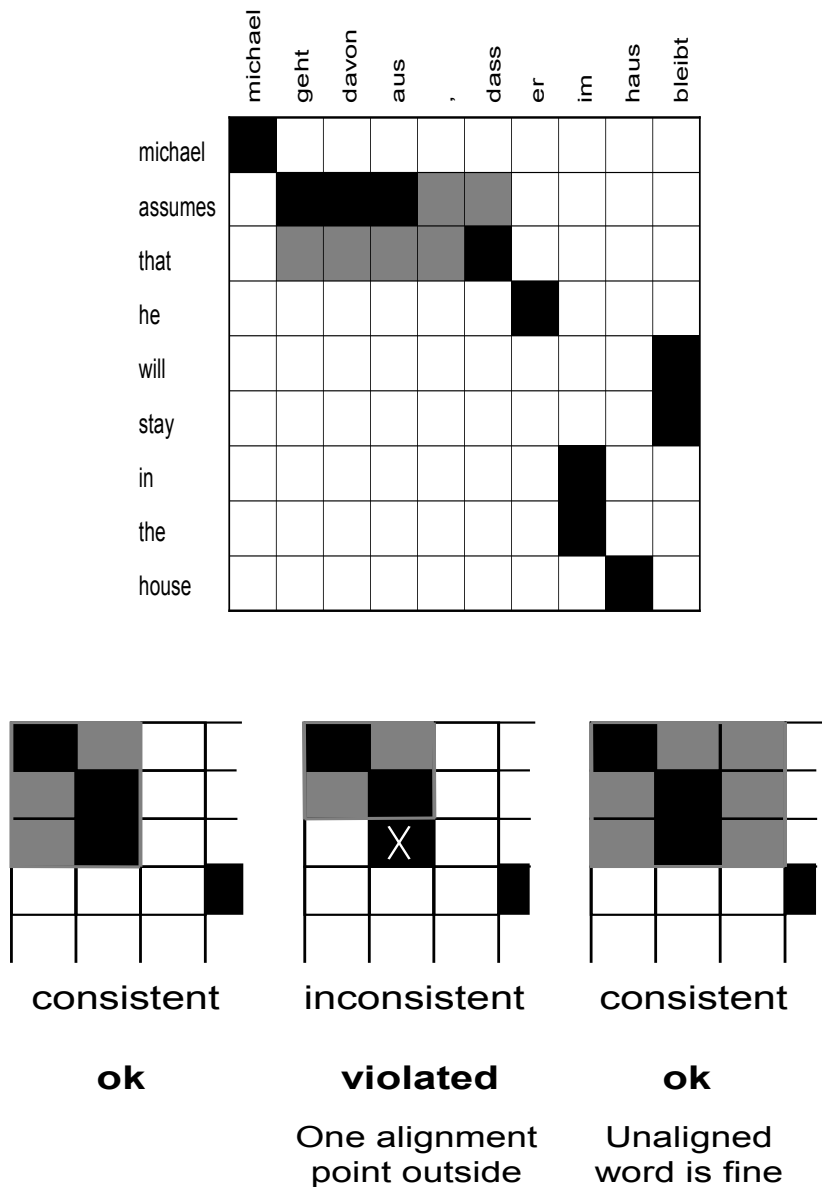 michael
geht
davon
aus
,
dass
er
im
haus
bleibt
michael
assumes
that
he
will
stay
in
the
house
X
consistent
inconsistent
consistent
ok
violated
ok
One alignment
point outside
Unaligned
word is fine